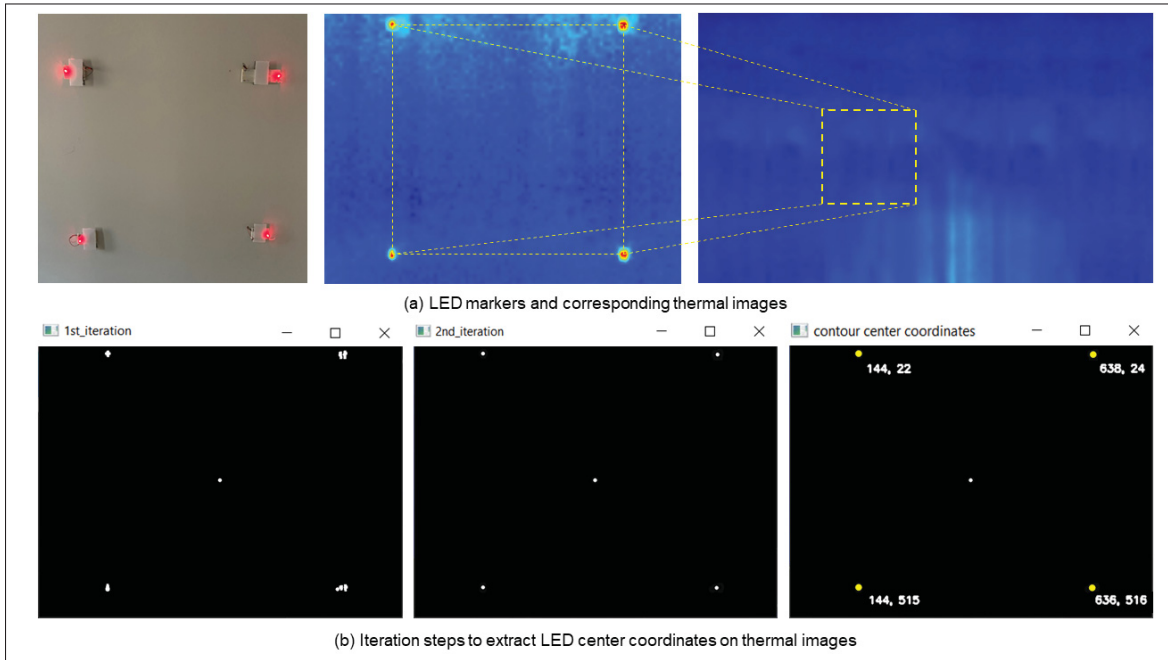 (a) LED markers and corresponding thermal images
1st_iteration
2nd_iteration
contour center coordinates
144, 22
638, 24
144, 515
636, 516
(b) Iteration steps to extract LED center coordinates on thermal images